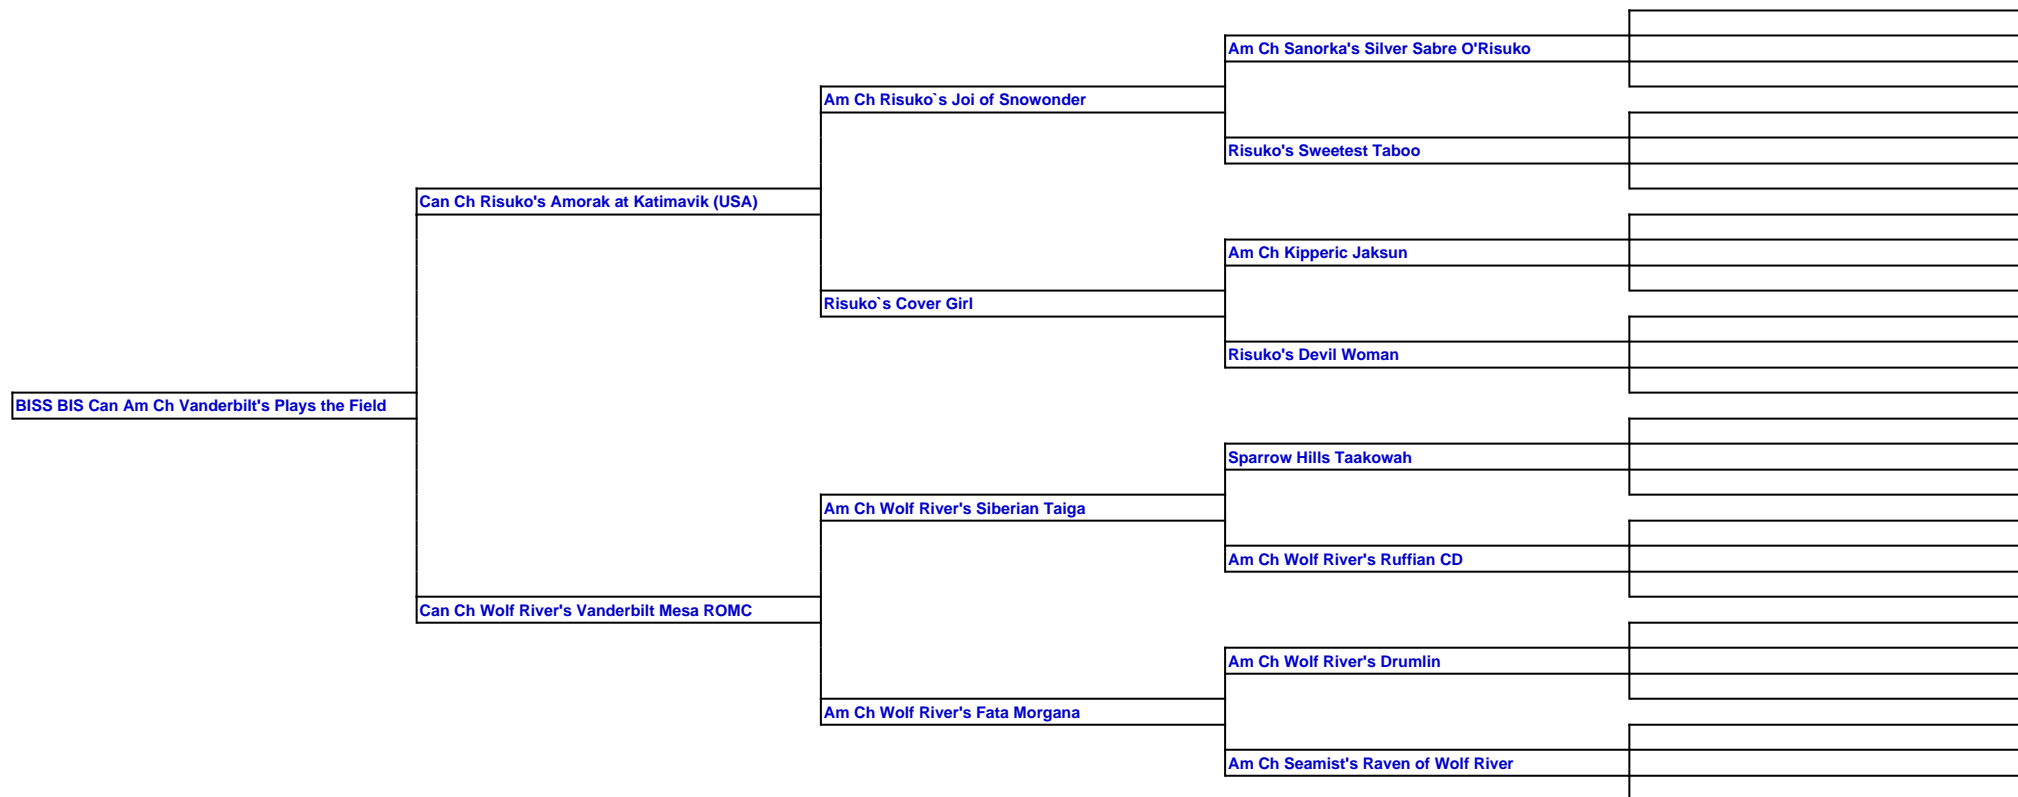 Am Ch Sanorka's Silver Sabre O'Risuko
Am Ch Risuko`s Joi of Snowonder
Risuko's Sweetest Taboo
Can Ch Risuko's Amorak at Katimavik (USA)
Am Ch Kipperic Jaksun
Risuko`s Cover Girl
Risuko's Devil Woman
BISS BIS Can Am Ch Vanderbilt's Plays the Field
Sparrow Hills Taakowah
Am Ch Wolf River's Siberian Taiga
Am Ch Wolf River's Ruffian CD
Can Ch Wolf River's Vanderbilt Mesa ROMC
Am Ch Wolf River's Drumlin
Am Ch Wolf River's Fata Morgana
Am Ch Seamist's Raven of Wolf River